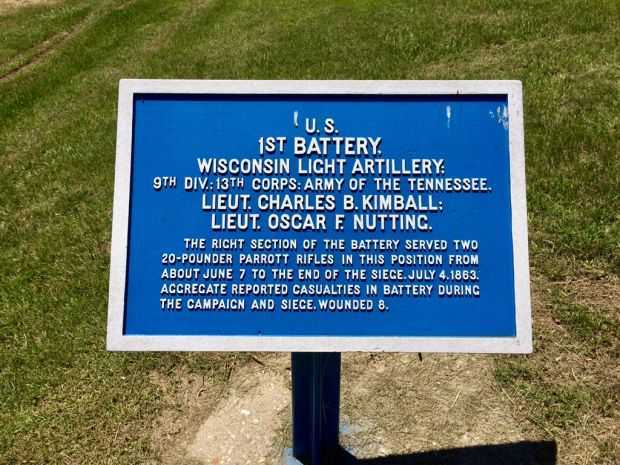 U.S.
1ST BATTERY.
WISCONSIN LIGHT ARTILLERY:
9TH DIV.: 13TH CORPS: ARMY OF THE TENNESSEE.
LIEUT. CHARLES B. KIMBALL:
LIEUT. OSCAR F. NUTTING.
THE RIGHT SECTION OF THE BATTERY SERVED TWO
20-POUNDER PARROTT RIFLES IN THIS POSITION FROM
ABOUT JUNE 7 TO THE END OF THE SIEGE. JULY 4, 1863.
AGGREGATE REPORTED CASUALTIES IN BATTERY DURING
THE CAMPAIGN AND SIEGE. WOUNDED 8.